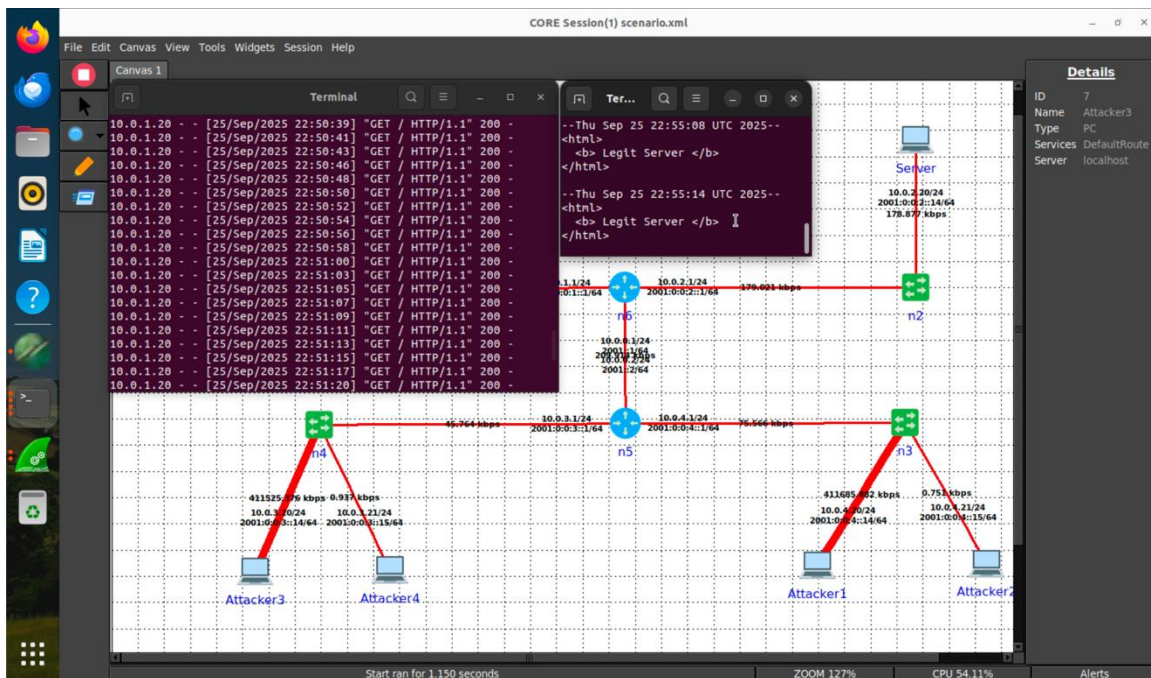 CORE Session(1) scenario.xml
File Edit Canvas View Tools Widgets Session Help
Canvas 1
Terminal
10.0.1.20 - - [25/Sep/2025 22:50:39] "GET / HTTP/1.1" 200 -
10.0.1.20 - - [25/Sep/2025 22:50:41] "GET / HTTP/1.1" 200 -
10.0.1.20 - - [25/Sep/2025 22:50:43] "GET / HTTP/1.1" 200 -
10.0.1.20 - - [25/Sep/2025 22:50:46] "GET / HTTP/1.1" 200 -
10.0.1.20 - - [25/Sep/2025 22:50:48] "GET / HTTP/1.1" 200 -
10.0.1.20 - - [25/Sep/2025 22:50:50] "GET / HTTP/1.1" 200 -
10.0.1.20 - - [25/Sep/2025 22:50:52] "GET / HTTP/1.1" 200 -
10.0.1.20 - - [25/Sep/2025 22:50:54] "GET / HTTP/1.1" 200 -
10.0.1.20 - - [25/Sep/2025 22:50:56] "GET / HTTP/1.1" 200 -
10.0.1.20 - - [25/Sep/2025 22:50:58] "GET / HTTP/1.1" 200 -
10.0.1.20 - - [25/Sep/2025 22:51:00] "GET / HTTP/1.1" 200 -
10.0.1.20 - - [25/Sep/2025 22:51:03] "GET / HTTP/1.1" 200 -
10.0.1.20 - - [25/Sep/2025 22:51:05] "GET / HTTP/1.1" 200 -
10.0.1.20 - - [25/Sep/2025 22:51:07] "GET / HTTP/1.1" 200 -
10.0.1.20 - - [25/Sep/2025 22:51:09] "GET / HTTP/1.1" 200 -
10.0.1.20 - - [25/Sep/2025 22:51:11] "GET / HTTP/1.1" 200 -
10.0.1.20 - - [25/Sep/2025 22:51:13] "GET / HTTP/1.1" 200 -
10.0.1.20 - - [25/Sep/2025 22:51:15] "GET / HTTP/1.1" 200 -
10.0.1.20 - - [25/Sep/2025 22:51:17] "GET / HTTP/1.1" 200 -
10.0.1.20 - - [25/Sep/2025 22:51:20] "GET / HTTP/1.1" 200 -
Ter...
--Thu Sep 25 22:55:08 UTC 2025--
<html>
<b> Legit Server </b>
</html>
--Thu Sep 25 22:55:14 UTC 2025--
<html>
<b> Legit Server </b>
</html>
Details
ID 7
Name Attacker3
Type PC
Services DefaultRoute
Server localhost
Server
10.0.2.20/24
2001:0:0:2::14/64
178.877 kbps
.1.1/24
:0:1::1/64
n6
10.0.2.1/24
2001:0:0:2::1/64
179.021 kbps
n2
10.0.0.1/24
2001::1/64
10.0.0.2/24
2001::2/64
n4
45.764 kbps
10.0.3.1/24
2001:0:0:3::1/64
n5
10.0.4.1/24
2001:0:0:4::1/64
75.566 kbps
n3
kbps
10.0.3.20/24
2001:0:0:3::14/64
0.937 kbps
10.0.3.21/24
2001:0:0:3::15/64
kbps
10.0.4.20/24
2001:0:0:4::14/64
0.751 kbps
10.0.4.21/24
2001:0:0:4::15/64
Attacker3
Attacker4
Attacker1
Attacker2
Start ran for 1.150 seconds
ZOOM 127%
CPU 54.11%
Alerts